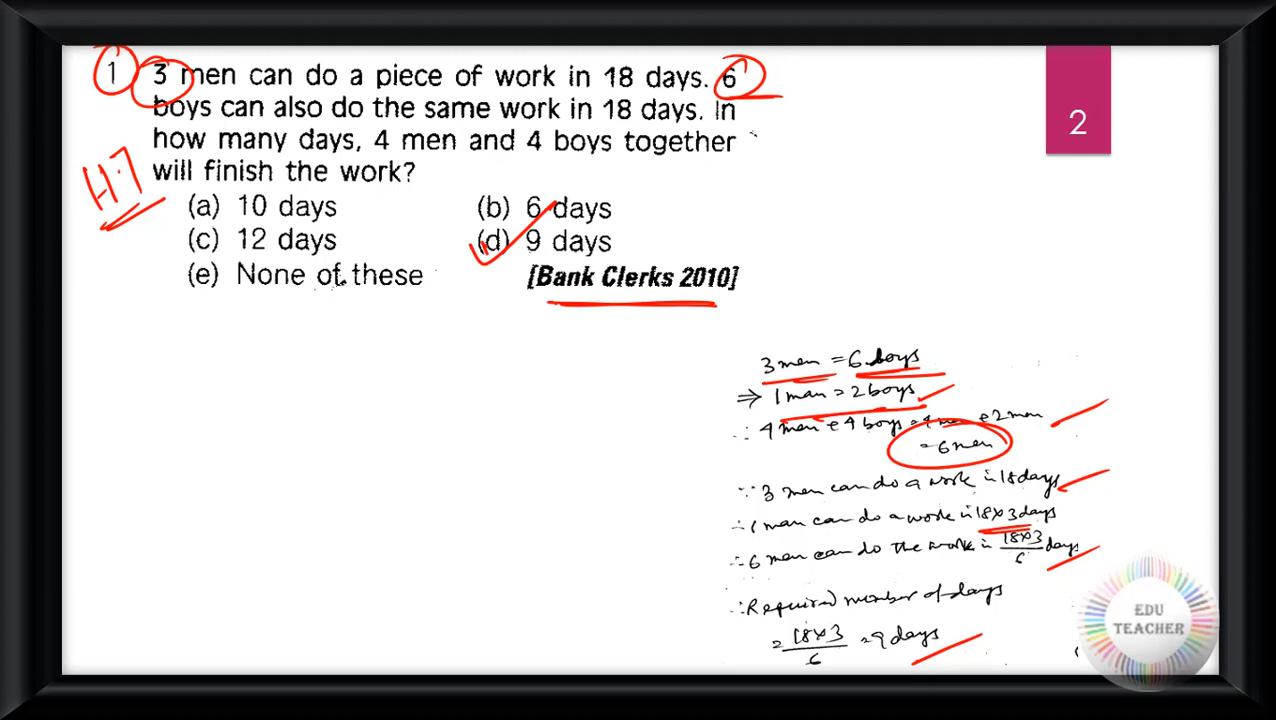 1 3 men can do a piece of work in 18 days. 6
boys can also do the same work in 18 days. In
how many days, 4 men and 4 boys together
will finish the work?
(a) 10 days (b) 6 days
(c) 12 days (d) 9 days
(e) None of these [Bank Clerks 2010]
2
H.7
3 men = 6 boys
⇒ 1 man = 2 boys
∴ 4 men & 4 boys = 4 men & 2 men
= 6 men
∵ 3 men can do a work in 18 days
∴ 1 man can do a work in 18×3 days
∴ 6 men can do the work in 18×3/6 days
∴ Required number of days
= 18×3/6 = 9 days
EDU
TEACHER